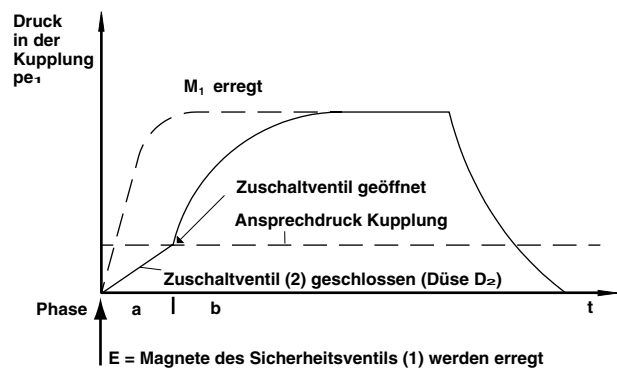 Druck
in der
Kupplung
pe₁
M₁ erregt
Zuschaltventil geöffnet
Ansprechdruck Kupplung
Zuschaltventil (2) geschlossen (Düse D₂)
Phase a b t
E = Magnete des Sicherheitsventils (1) werden erregt